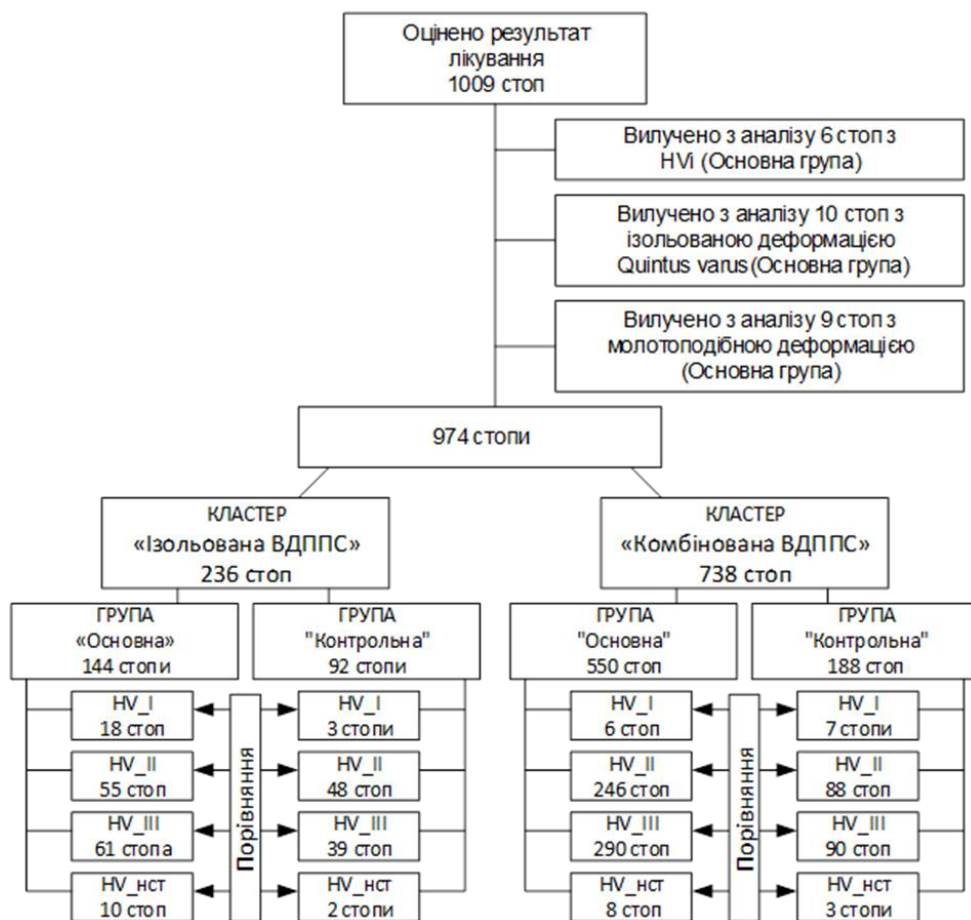 Оцінено результат
лікування
1009 стоп
Вилучено з аналізу 6 стоп з
HVi (Основна група)
Вилучено з аналізу 10 стоп з
ізольованою деформацією
Quintus varus(Основна група)
Вилучено з аналізу 9 стоп з
молотоподібною деформацією
(Основна група)
974 стопи
КЛАСТЕР
«Ізольована ВДППС»
236 стоп
КЛАСТЕР
«Комбінована ВДППС»
738 стоп
ГРУПА
«Основна»
144 стопи
ГРУПА
"Контрольна"
92 стопи
ГРУПА
"Основна"
550 стоп
ГРУПА
"Контрольна"
188 стоп
HV_I
18 стоп
HV_II
55 стоп
HV_III
61 стопа
HV_нст
10 стоп
Порівняння
HV_I
3 стопи
HV_II
48 стоп
HV_III
39 стоп
HV_нст
2 стопи
HV_I
6 стоп
HV_II
246 стоп
HV_III
290 стоп
HV_нст
8 стоп
Порівняння
HV_I
7 стопи
HV_II
88 стоп
HV_III
90 стоп
HV_нст
3 стопи